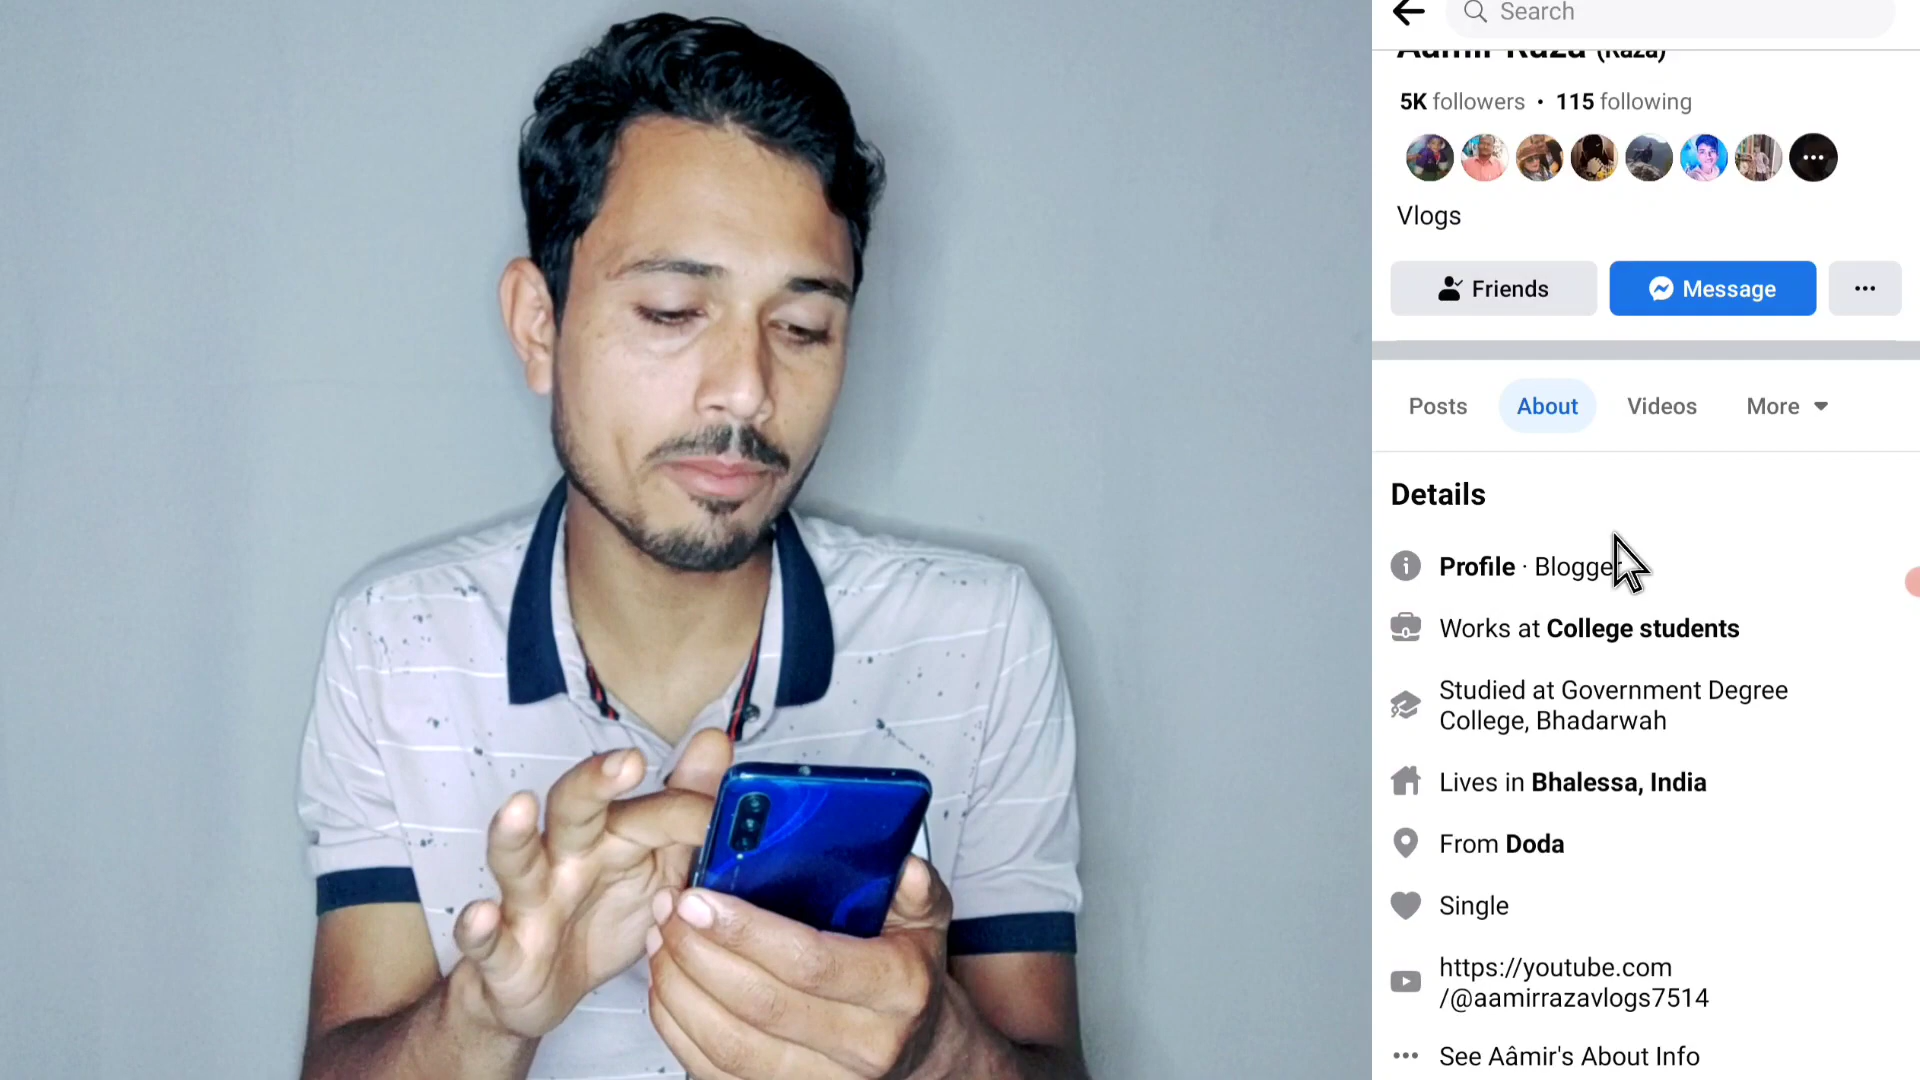 Search
(Raza)
5K followers • 115 following
Vlogs
Friends
Message
Posts
About
Videos
More
Details
Profile · Blogger
Works at College students
Studied at Government Degree
College, Bhadarwah
Lives in Bhalessa, India
From Doda
Single
https://youtube.com
/@aamirrazavlogs7514
See Aâmir's About Info